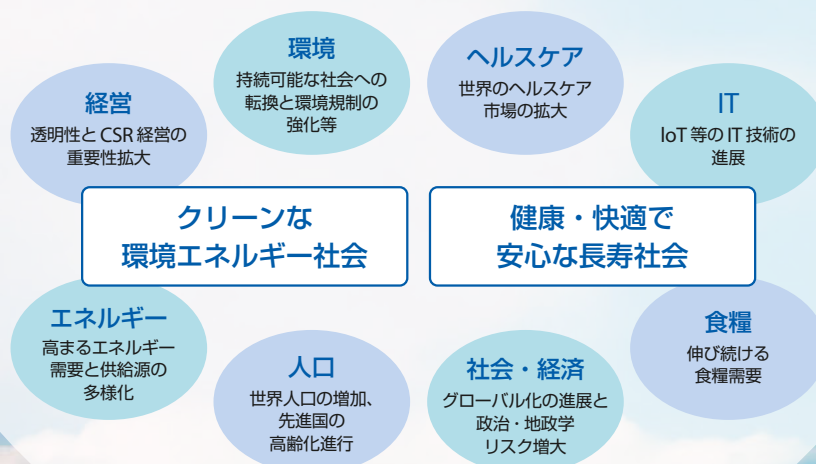 環境
持続可能な社会への
転換と環境規制の
強化等
ヘルスケア
世界のヘルスケア
市場の拡大
経営
透明性と CSR 経営の
重要性拡大
IT
IoT 等の IT 技術の
進展
クリーンな
環境エネルギー社会
健康・快適で
安心な長寿社会
エネルギー
高まるエネルギー
需要と供給源の
多様化
人口
世界人口の増加、
先進国の
高齢化進行
社会・経済
グローバル化の進展と
政治・地政学
リスク増大
食糧
伸び続ける
食糧需要